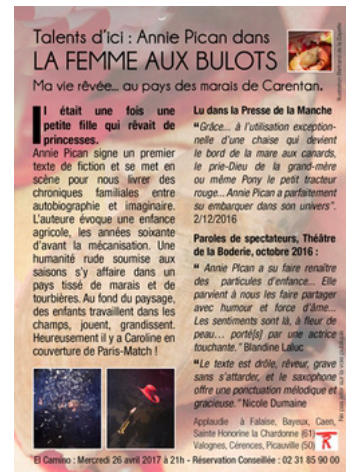 Talents d'ici : Annie Pican dans
LA FEMME AUX BULOTS
Ma vie rêvée... au pays des marais de Carentan.
Il était une fois une
petite fille qui rêvait de
princesses.
Annie Pican signe un premier
texte de fiction et se met en
scène pour nous livrer des
chroniques familiales entre
autobiographie et imaginaire.
L'auteure évoque une enfance
agricole, les années soixante
d'avant la mécanisation. Une
humanité rude soumise aux
saisons s'y affaire dans un
pays tissé de marais et de
tourbières. Au fond du paysage,
des enfants travaillent dans les
champs, jouent, grandissent.
Heureusement il y a Caroline en
couverture de Paris-Match !
Lu dans la Presse de la Manche
"Grâce... à l'utilisation exception-
nelle d'une chaise qui devient
le bord de la mare aux canards,
le prie-Dieu de la grand-mère
ou même Pony le petit tracteur
rouge... Annie Pican a parfaitement
su embarquer dans son univers".
2/12/2016
Paroles de spectateurs, Théâtre
de la Boderie, octobre 2016 :
" Annie Pican a su faire renaître
des particules d'enfance... Elle
parvient à nous les faire partager
avec humour et force d'âme...
Les sentiments sont là, à fleur de
peau... porté[s] par une actrice
touchante." Blandine Laluc
"Le texte est drôle, rêveur, grave
sans s'attarder, et le saxophone
offre une ponctuation mélodique et
gracieuse." Nicole Dumaine
Applaudie à Falaise, Bayeux, Caen,
Sainte Honorine la Chardonne (61)
Valognes, Cérences, Picauville (50)
El Camino : Mercredi 26 avril 2017 à 21h - Réservation Conseillée : 02 31 85 90 00
Ne pas jeter sur la voie publique